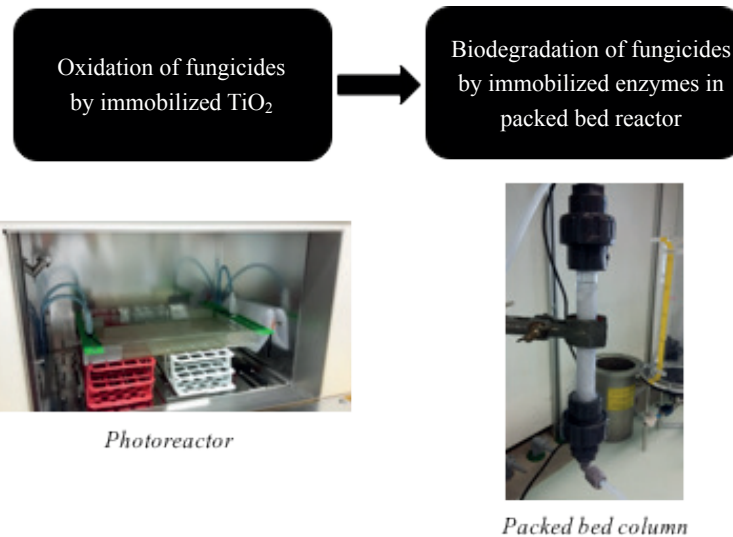 Oxidation of fungicides
by immobilized TiO₂
Biodegradation of fungicides
by immobilized enzymes in
packed bed reactor
Photoreactor
Packed bed column